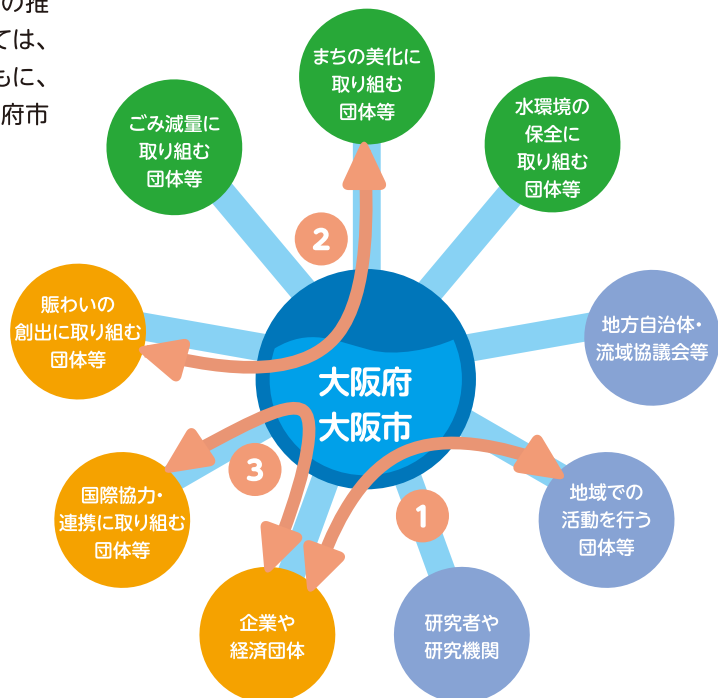 の推
ては、
もに、
府市
まちの美化に
取り組む
団体等
ごみ減量に
取り組む
団体等
水環境の
保全に
取り組む
団体等
2
賑わいの
創出に取り組む
団体等
地方自治体・
流域協議会等
大阪府
大阪市
3
1
国際協力・
連携に取り組む
団体等
地域での
活動を行う
団体等
企業や
経済団体
研究者や
研究機関